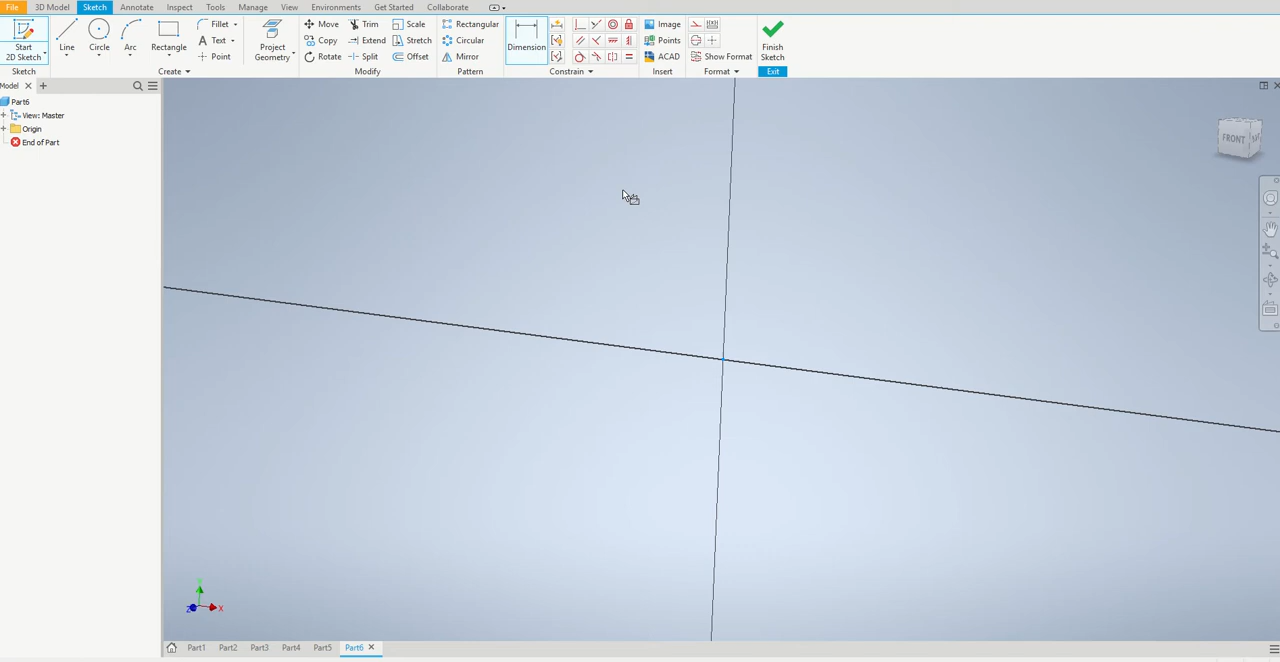 File 3D Model Sketch Annotate Inspect Tools Manage View Environments Get Started Collaborate
Start
2D Sketch
Line
Circle
Arc
Rectangle
Fillet
Text
Point
Project
Geometry
Move
Copy
Rotate
Trim
Extend
Split
Scale
Stretch
Offset
Rectangular
Circular
Mirror
Dimension
Image
Points
ACAD
Show Format
Finish
Sketch
Sketch Create Modify Pattern Constrain Insert Format Exit
Model
Part6
View: Master
Origin
End of Part
FRONT
Y
Z
X
Part1 Part2 Part3 Part4 Part5 Part6